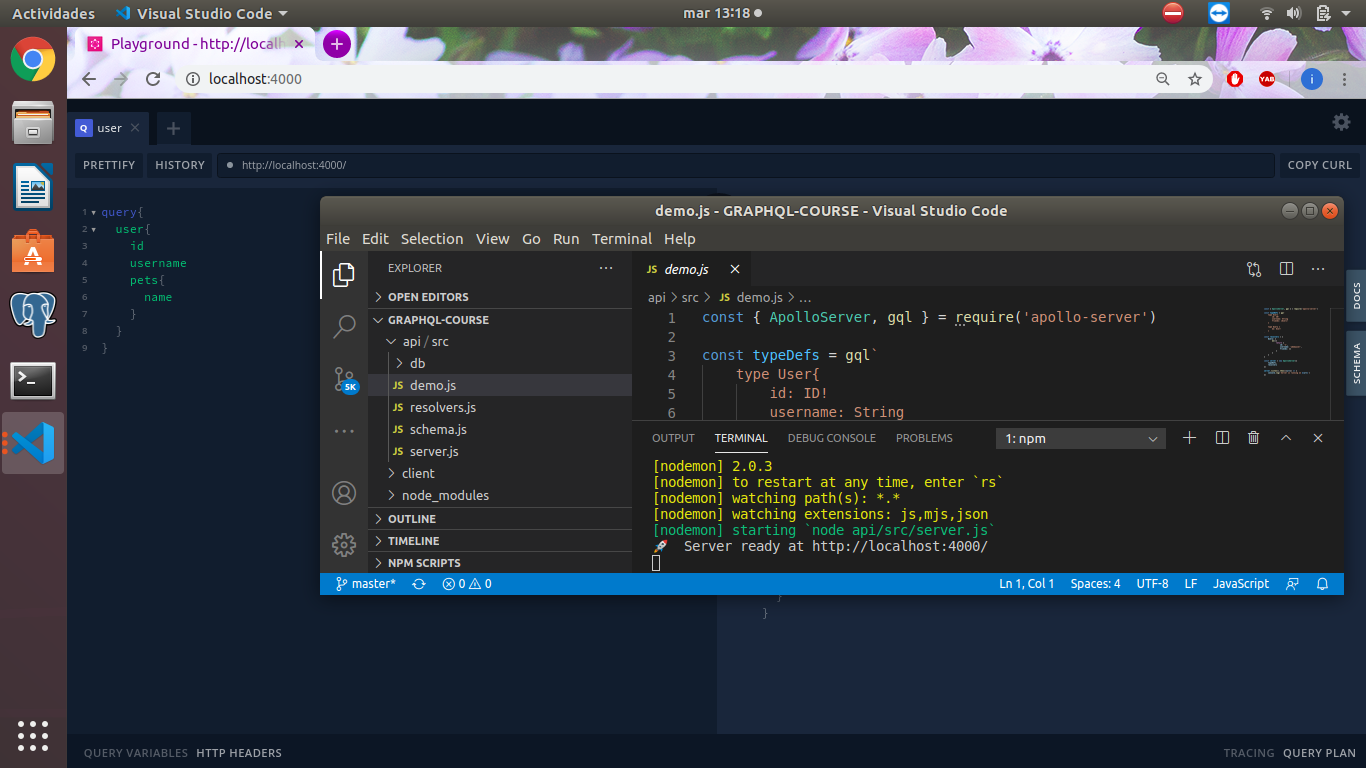 Actividades
Visual Studio Code
mar 13:18
Playground - http://localh
localhost:4000
YAB
i
Q user
PRETTIFY
HISTORY
http://localhost:4000/
COPY CURL
1 query{
2 user{
3 id
4 username
5 pets{
6 name
7 }
8 }
9 }
DOCS
SCHEMA
demo.js - GRAPHQL-COURSE - Visual Studio Code
File Edit Selection View Go Run Terminal Help
EXPLORER
OPEN EDITORS
GRAPHQL-COURSE
api / src
db
JS demo.js
JS resolvers.js
JS schema.js
JS server.js
client
node_modules
OUTLINE
TIMELINE
NPM SCRIPTS
5K
JS demo.js
api > src > JS demo.js > ...
1 const { ApolloServer, gql } = require('apollo-server')
2
3 const typeDefs = gql`
4 type User{
5 id: ID!
6 username: String
OUTPUT TERMINAL DEBUG CONSOLE PROBLEMS
1: npm
[nodemon] 2.0.3
[nodemon] to restart at any time, enter `rs`
[nodemon] watching path(s): *.*
[nodemon] watching extensions: js,mjs,json
[nodemon] starting `node api/src/server.js`
🚀 Server ready at http://localhost:4000/
master* 0 0
Ln 1, Col 1 Spaces: 4 UTF-8 LF JavaScript
}
}
QUERY VARIABLES HTTP HEADERS
TRACING QUERY PLAN